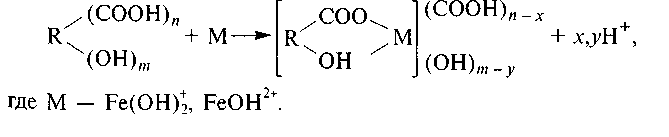 (COOH)ₙ COO (COOH)ₙ₋ₓ
R + M → [R M] + x,yH⁺,
(OH)ₘ OH (OH)ₘ₋ᵧ
где M — Fe(OH)₂⁺, FeOH²⁺.